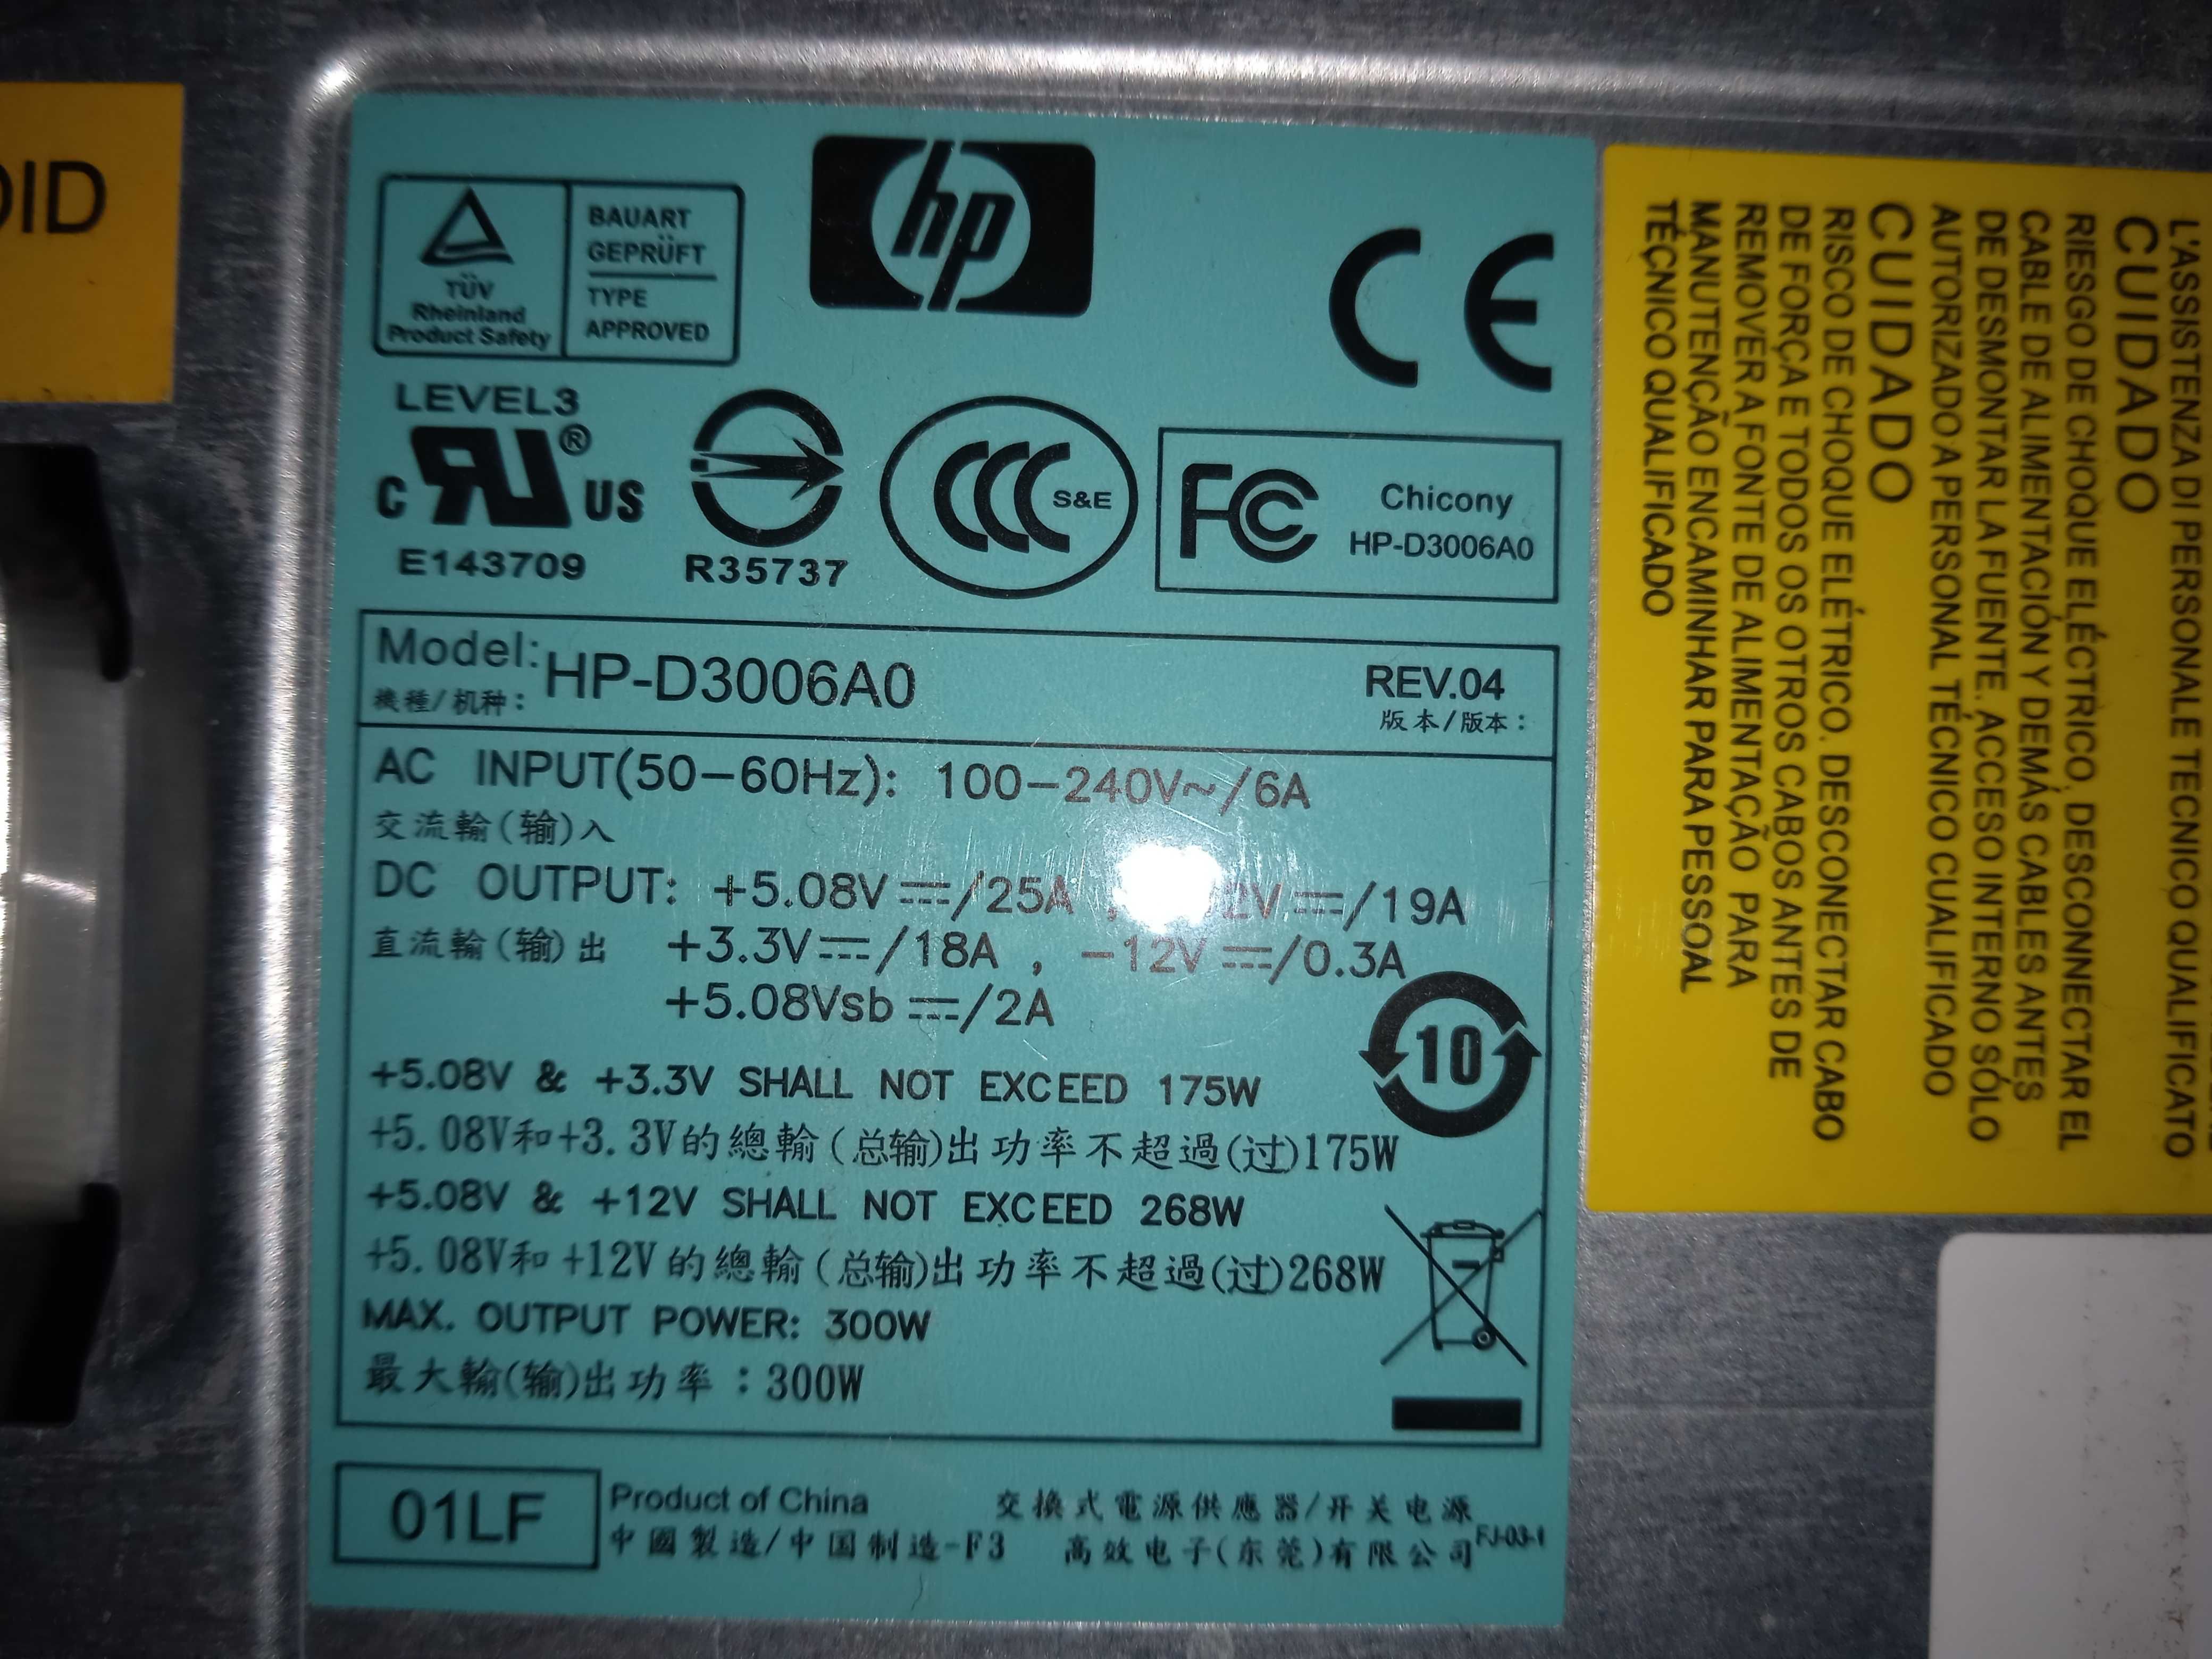 OID
TÜV
Rheinland
Product Safety
BAUART
GEPRÜFT
TYPE
APPROVED
hp
CE
LEVEL3
c RU ® US
E143709
R35737
CCC S&E
FC
Chicony
HP-D3006A0
Model: HP-D3006A0 REV.04
機種/机种: 版本/版本:
AC INPUT(50-60Hz): 100-240V~/6A
交流輸(输)入
DC OUTPUT: +5.08V⎓/25A , 2V⎓/19A
直流輸(输)出 +3.3V⎓/18A , -12V⎓/0.3A
+5.08Vsb⎓/2A
10
+5.08V & +3.3V SHALL NOT EXCEED 175W
+5.08V和+3.3V的總輸(总输)出功率不超過(过)175W
+5.08V & +12V SHALL NOT EXCEED 268W
+5.08V和+12V的總輸(总输)出功率不超過(过)268W
MAX. OUTPUT POWER: 300W
最大輸(输)出功率:300W
01LF
Product of China 交換式電源供應器/开关电源
中國製造/中国制造-F3 高效电子(东莞)有限公司 FJ-03-1
L'ASSISTENZA DI PERSONALE TECNICO QUALIFICATO
CUIDADO
RIESGO DE CHOQUE ELÉCTRICO, DESCONECTAR EL
CABLE DE ALIMENTACIÓN Y DEMÁS CABLES ANTES
DE DESMONTAR LA FUENTE. ACCESO INTERNO SÓLO
AUTORIZADO A PERSONAL TÉCNICO CUALIFICADO
CUIDADO
RISCO DE CHOQUE ELÉTRICO. DESCONECTAR CABO
DE FORÇA E TODOS OS OTROS CABOS ANTES DE
REMOVER A FONTE DE ALIMENTAÇÃO PARA
MANUTENÇÃO ENCAMINHAR PARA PESSOAL
TÉCNICO QUALIFICADO